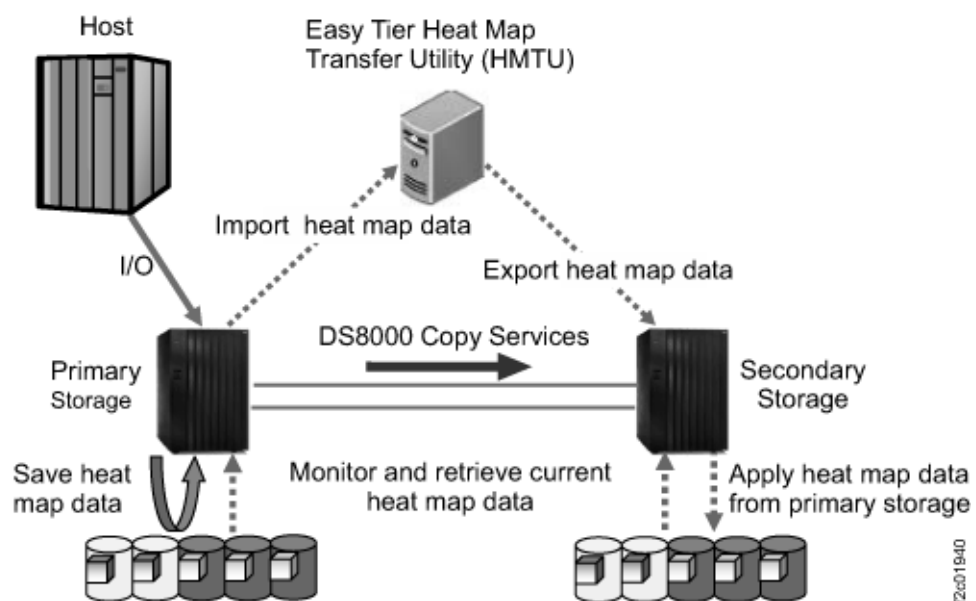 Host
Easy Tier Heat Map
Transfer Utility (HMTU)
Import heat map data
I/O
Export heat map data
DS8000 Copy Services
Primary
Storage
Secondary
Storage
Save heat
map data
Monitor and retrieve current
heat map data
Apply heat map data
from primary storage
f2c01940